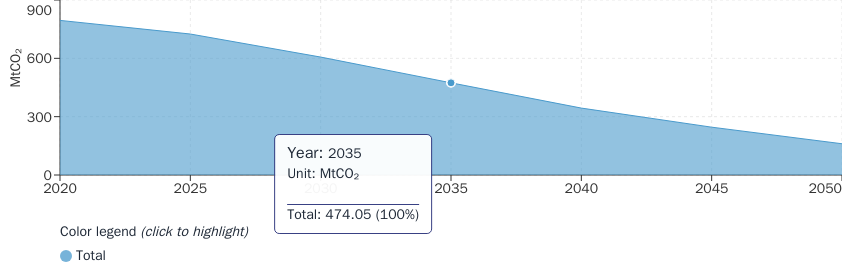 900
MtCO₂
600
300
0
2020 2025 2030 2035 2040 2045 2050
Year: 2035
Unit: MtCO₂
Total: 474.05 (100%)
Color legend (click to highlight)
Total